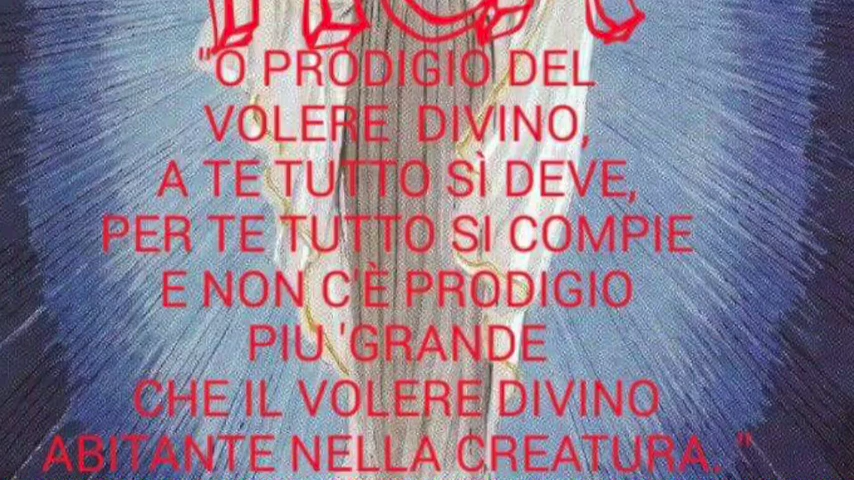 "O PRODIGIO DEL
VOLERE DIVINO,
A TE TUTTO SÌ DEVE,
PER TE TUTTO SI COMPIE
E NON C'È PRODIGIO
PIU 'GRANDE
CHE IL VOLERE DIVINO
ABITANTE NELLA CREATURA. "